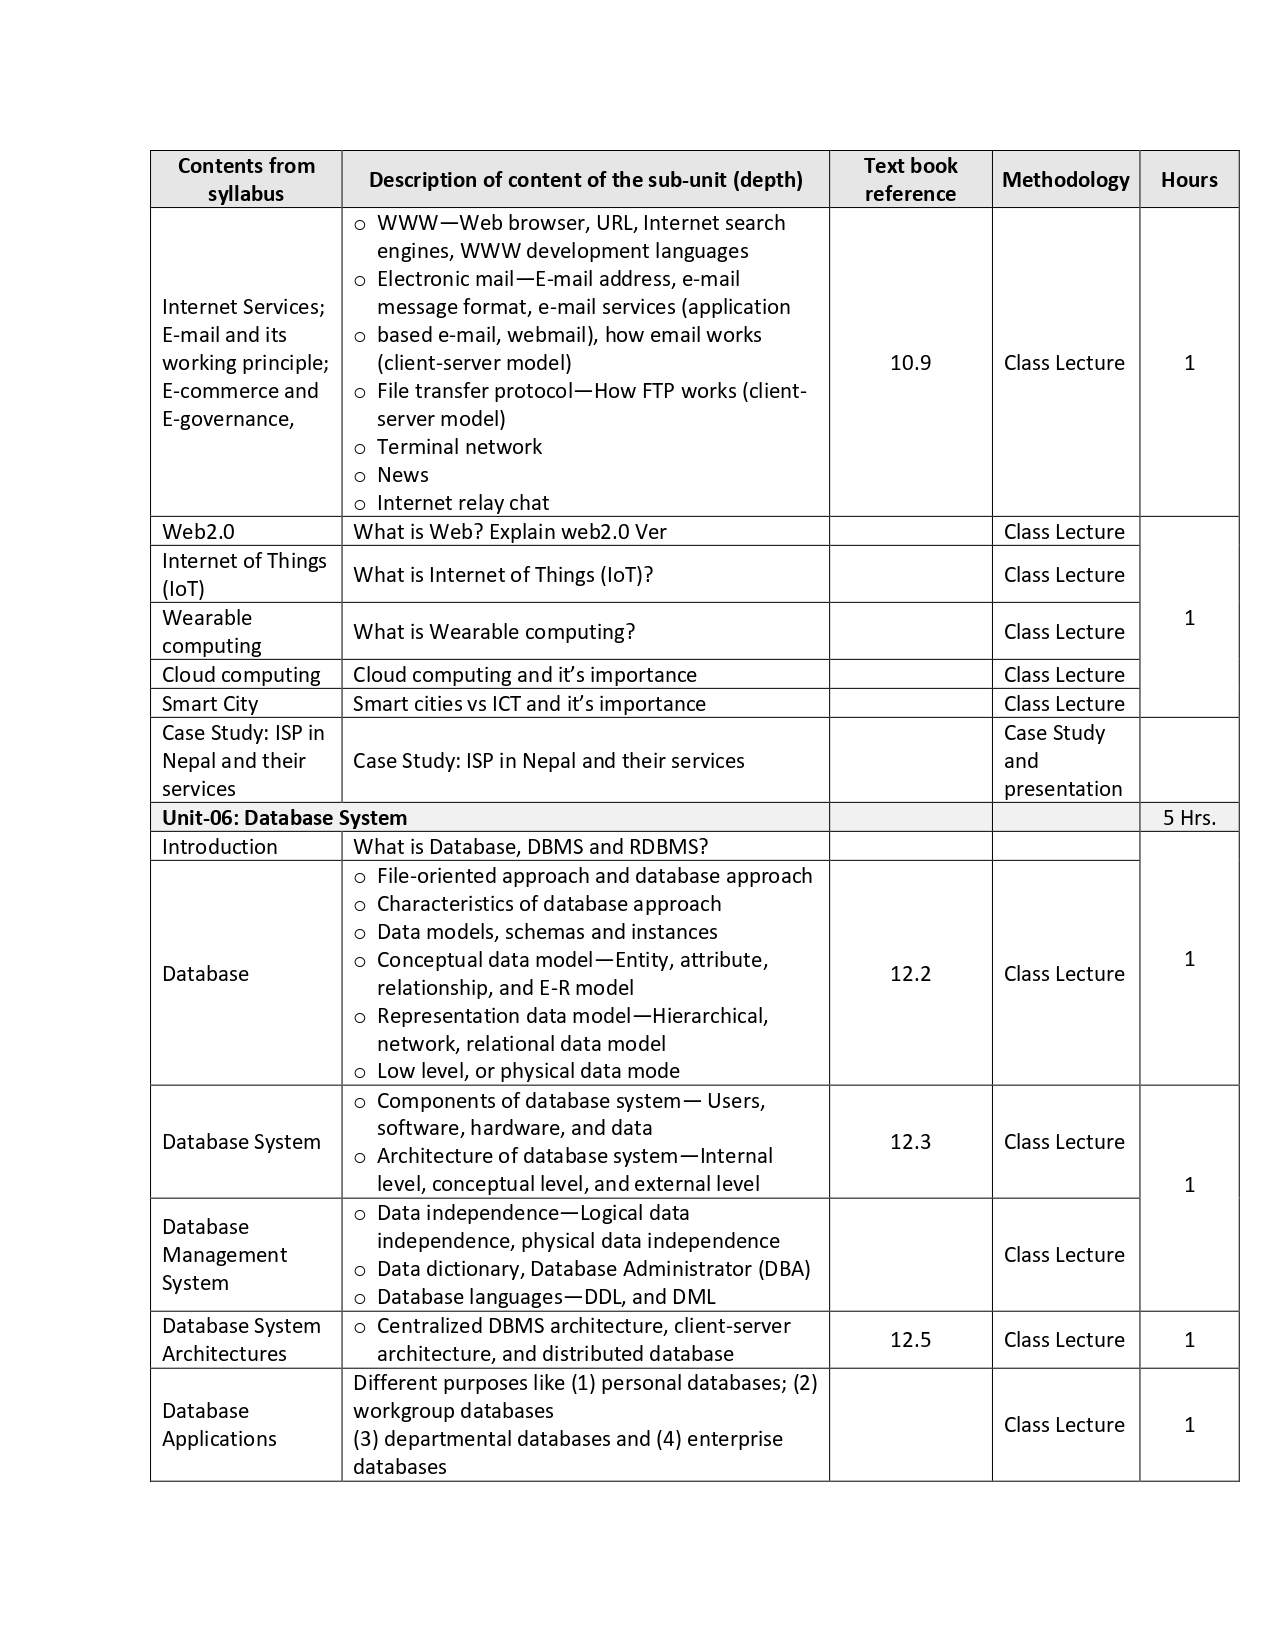 Contents from syllabus | Description of content of the sub-unit (depth) | Text book reference | Methodology | Hours
Internet Services;
E-mail and its
working principle;
E-commerce and
E-governance,
o WWW—Web browser, URL, Internet search
engines, WWW development languages
o Electronic mail—E-mail address, e-mail
message format, e-mail services (application
o based e-mail, webmail), how email works
(client-server model)
o File transfer protocol—How FTP works (client-
server model)
o Terminal network
o News
o Internet relay chat
10.9
Class Lecture
1
Web2.0
What is Web? Explain web2.0 Ver
Class Lecture
Internet of Things
(IoT)
What is Internet of Things (IoT)?
Class Lecture
Wearable
computing
What is Wearable computing?
Class Lecture
1
Cloud computing
Cloud computing and it’s importance
Class Lecture
Smart City
Smart cities vs ICT and it’s importance
Class Lecture
Case Study: ISP in
Nepal and their
services
Case Study: ISP in Nepal and their services
Case Study
and
presentation
Unit-06: Database System
5 Hrs.
Introduction
What is Database, DBMS and RDBMS?
Database
o File-oriented approach and database approach
o Characteristics of database approach
o Data models, schemas and instances
o Conceptual data model—Entity, attribute,
relationship, and E-R model
o Representation data model—Hierarchical,
network, relational data model
o Low level, or physical data mode
12.2
Class Lecture
1
Database System
o Components of database system— Users,
software, hardware, and data
o Architecture of database system—Internal
level, conceptual level, and external level
12.3
Class Lecture
1
Database
Management
System
o Data independence—Logical data
independence, physical data independence
o Data dictionary, Database Administrator (DBA)
o Database languages—DDL, and DML
Class Lecture
Database System
Architectures
o Centralized DBMS architecture, client-server
architecture, and distributed database
12.5
Class Lecture
1
Database
Applications
Different purposes like (1) personal databases; (2)
workgroup databases
(3) departmental databases and (4) enterprise
databases
Class Lecture
1